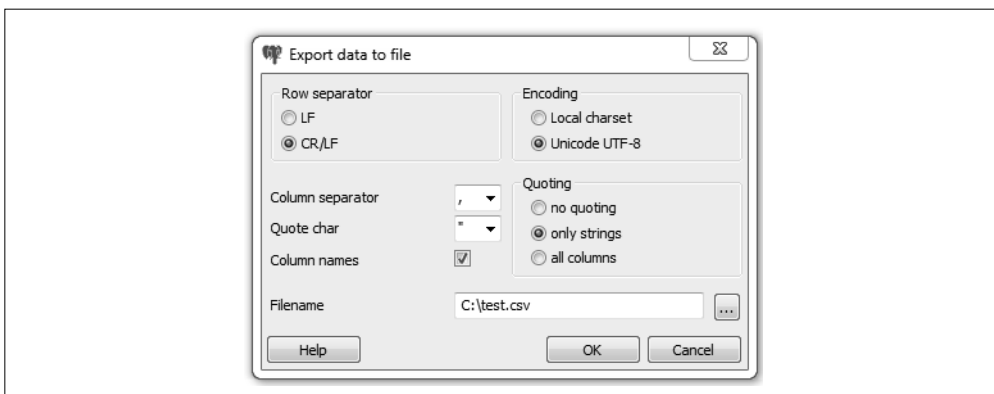 Export data to file
Row separator
LF
CR/LF
Encoding
Local charset
Unicode UTF-8
Column separator ,
Quote char "
Column names
Quoting
no quoting
only strings
all columns
Filename C:\test.csv ...
Help OK Cancel